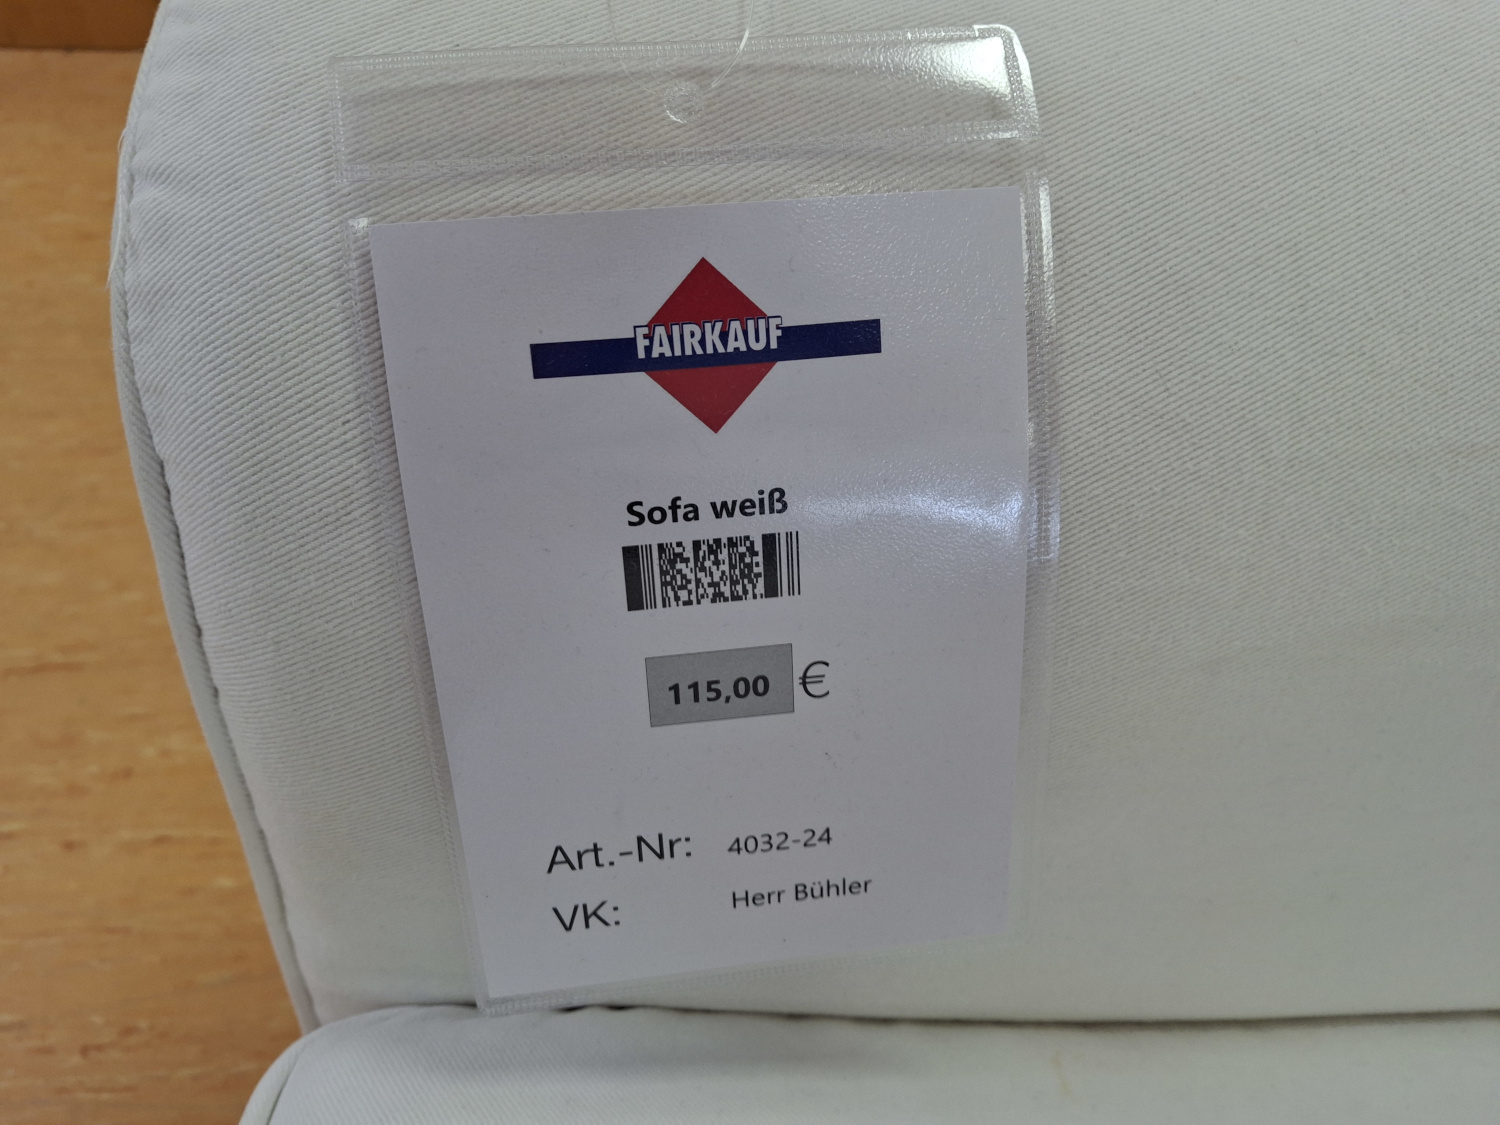 FAIRKAUF
Sofa weiß
115,00 €
Art.-Nr: 4032-24
VK: Herr Bühler